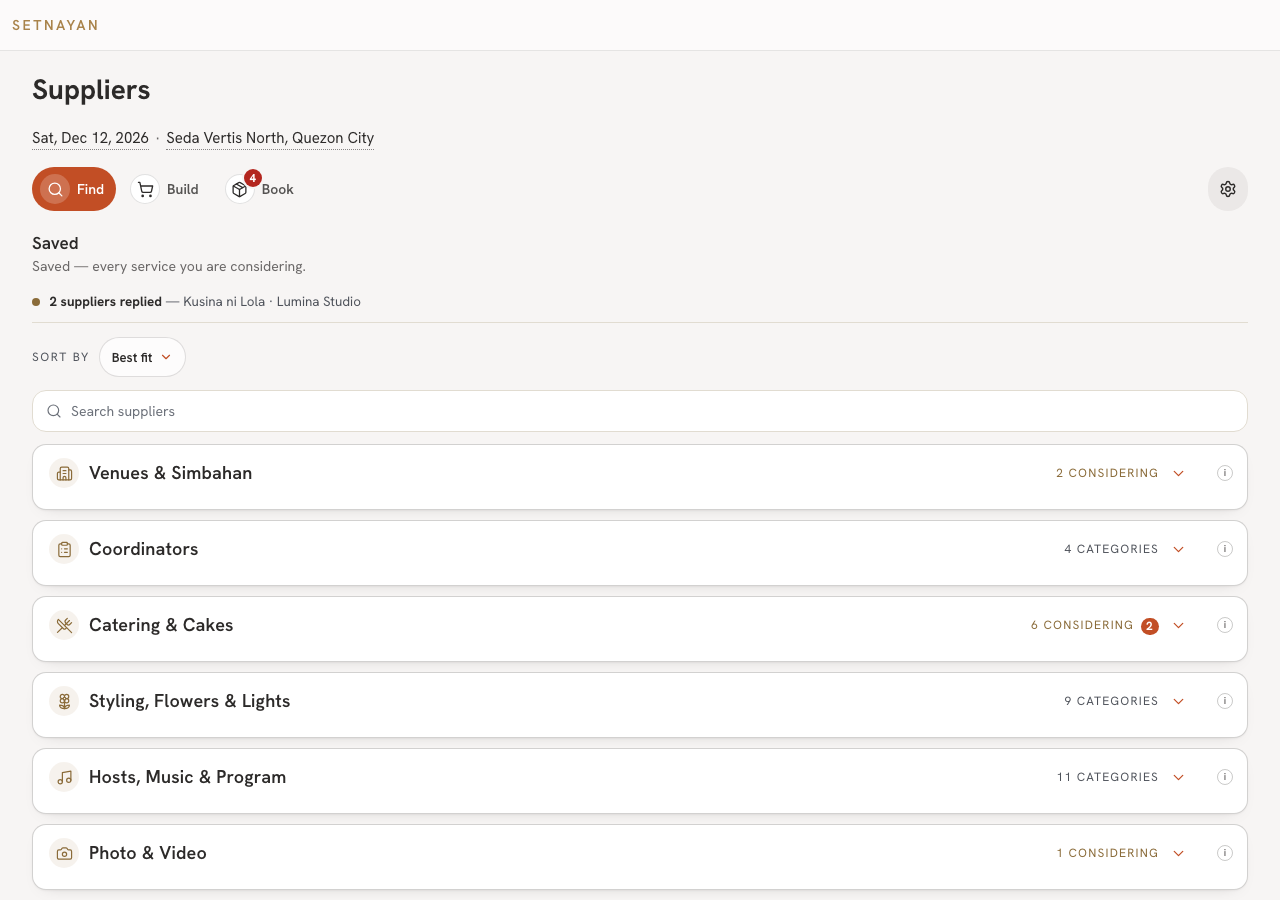 SETNAYAN
Suppliers
Sat, Dec 12, 2026 · Seda Vertis North, Quezon City
Find Build 4 Book
Saved
Saved — every service you are considering.
2 suppliers replied — Kusina ni Lola · Lumina Studio
SORT BY Best fit
Search suppliers
Venues & Simbahan 2 CONSIDERING i
Coordinators 4 CATEGORIES i
Catering & Cakes 6 CONSIDERING 2 i
Styling, Flowers & Lights 9 CATEGORIES i
Hosts, Music & Program 11 CATEGORIES i
Photo & Video 1 CONSIDERING i